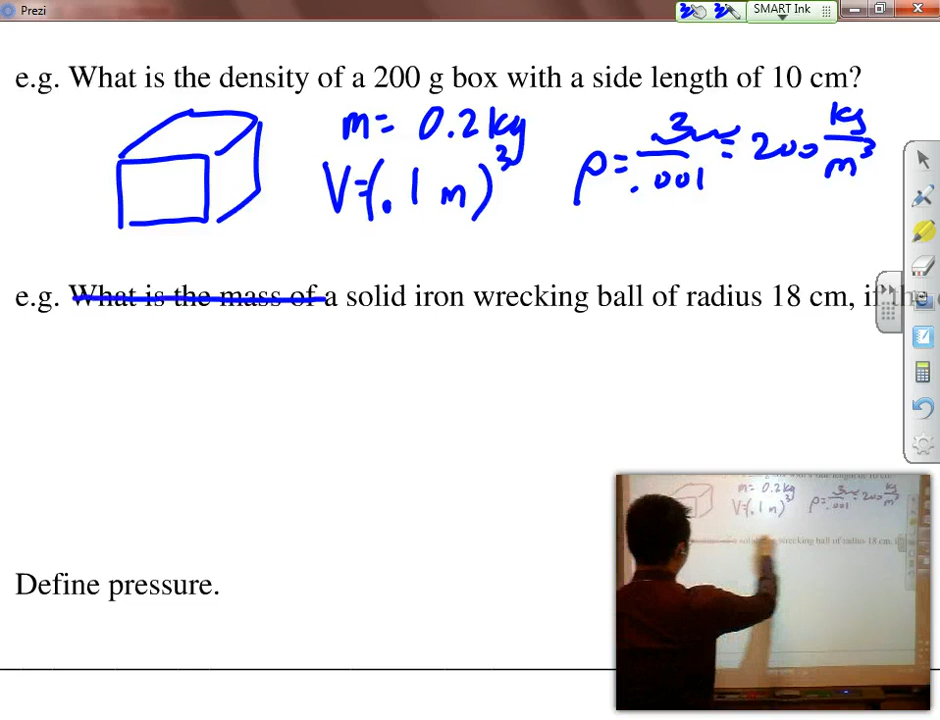 Prezi
SMART Ink
e.g. What is the density of a 200 g box with a side length of 10 cm?
m = 0.2 kg
V = (.1 m)³
ρ = .001 = 200 kg/m³
e.g. What is the mass of a solid iron wrecking ball of radius 18 cm, if the
Define pressure.